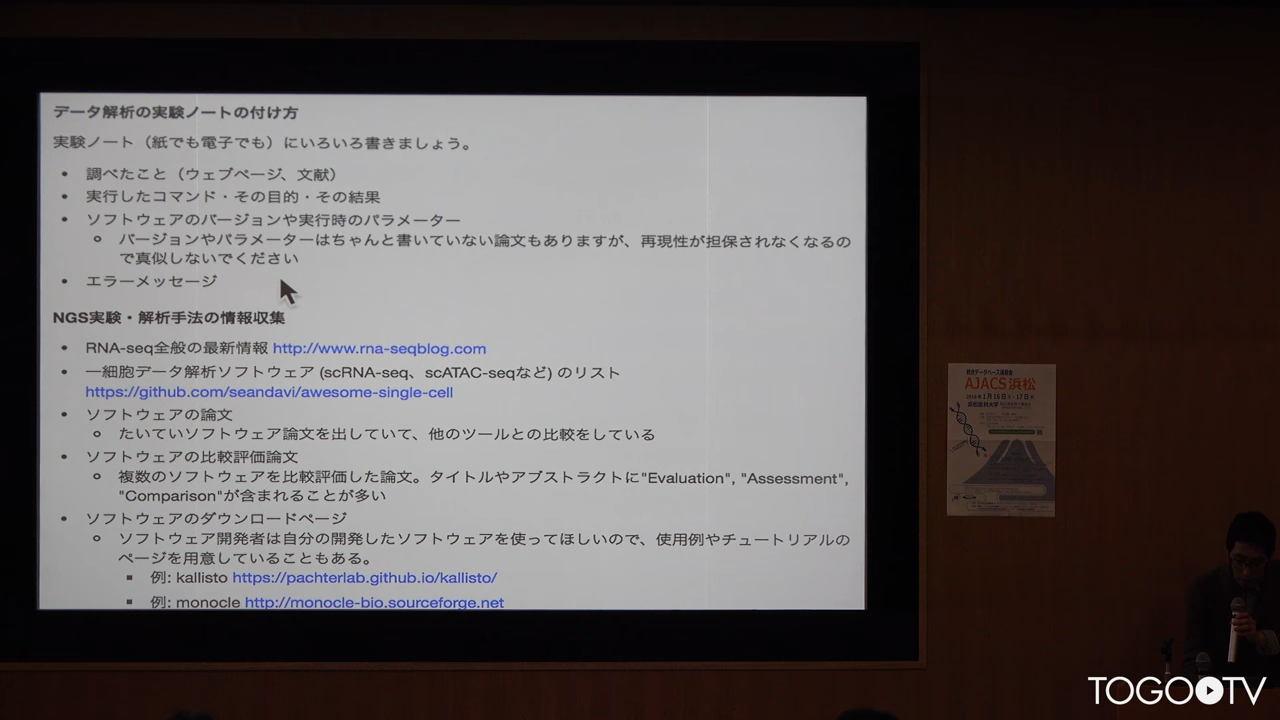 データ解析の実験ノートの付け方
実験ノート（紙でも電子でも）にいろいろ書きましょう。
• 調べたこと（ウェブページ、文献）
• 実行したコマンド・その目的・その結果
• ソフトウェアのバージョンや実行時のパラメーター
バージョンやパラメーターはちゃんと書いていない論文もありますが、再現性が担保されなくなるの
で真似しないでください
• エラーメッセージ
NGS実験・解析手法の情報収集
• RNA-seq全般の最新情報 http://www.rna-seqblog.com
• 一細胞データ解析ソフトウェア (scRNA-seq、scATAC-seqなど) のリスト
https://github.com/seandavi/awesome-single-cell
• ソフトウェアの論文
たいていソフトウェア論文を出していて、他のツールとの比較をしている
• ソフトウェアの比較評価論文
複数のソフトウェアを比較評価した論文。タイトルやアブストラクトに"Evaluation", "Assessment",
"Comparison"が含まれることが多い
• ソフトウェアのダウンロードページ
ソフトウェア開発者は自分の開発したソフトウェアを使ってほしいので、使用例やチュートリアルの
ページを用意していることもある。
例: kallisto https://pachterlab.github.io/kallisto/
例: monocle http://monocle-bio.sourceforge.net
AJACS浜松
TOGOTV